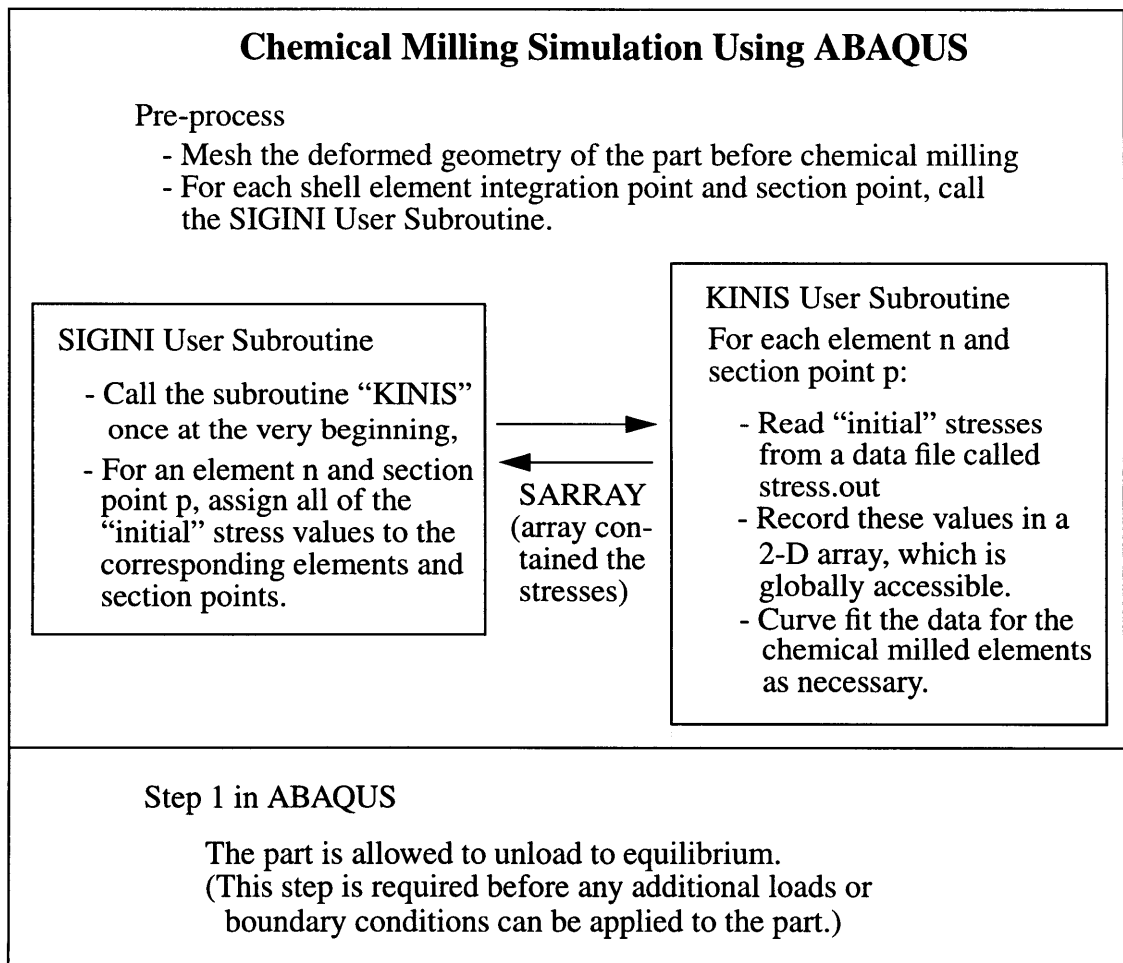 Chemical Milling Simulation Using ABAQUS
Pre-process
- Mesh the deformed geometry of the part before chemical milling
- For each shell element integration point and section point, call
the SIGINI User Subroutine.
SIGINI User Subroutine
- Call the subroutine “KINIS”
once at the very beginning,
- For an element n and section
point p, assign all of the
“initial” stress values to the
corresponding elements and
section points.
SARRAY
(array con-
tained the
stresses)
KINIS User Subroutine
For each element n and
section point p:
- Read “initial” stresses
from a data file called
stress.out
- Record these values in a
2-D array, which is
globally accessible.
- Curve fit the data for the
chemical milled elements
as necessary.
Step 1 in ABAQUS
The part is allowed to unload to equilibrium.
(This step is required before any additional loads or
boundary conditions can be applied to the part.)